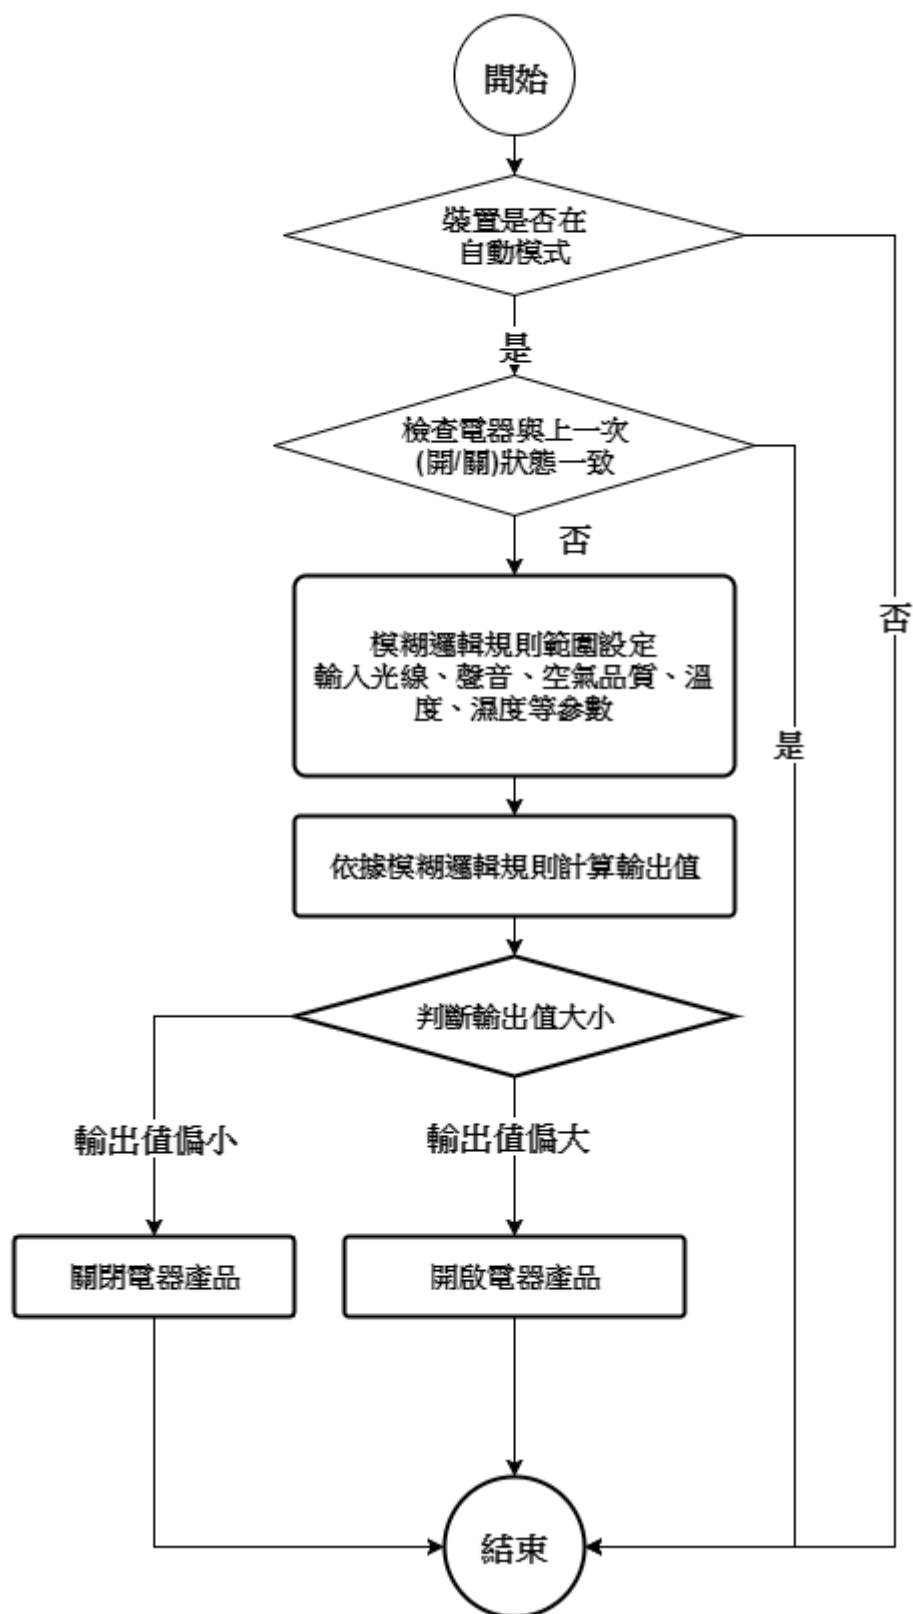 開始
裝置是否在
自動模式
是
檢查電器與上一次
(開/關)狀態一致
否
模糊邏輯規則範圍設定
輸入光線、聲音、空氣品質、溫
度、濕度等參數
否
是
依據模糊邏輯規則計算輸出值
判斷輸出值大小
輸出值偏小
輸出值偏大
關閉電器產品
開啟電器產品
結束